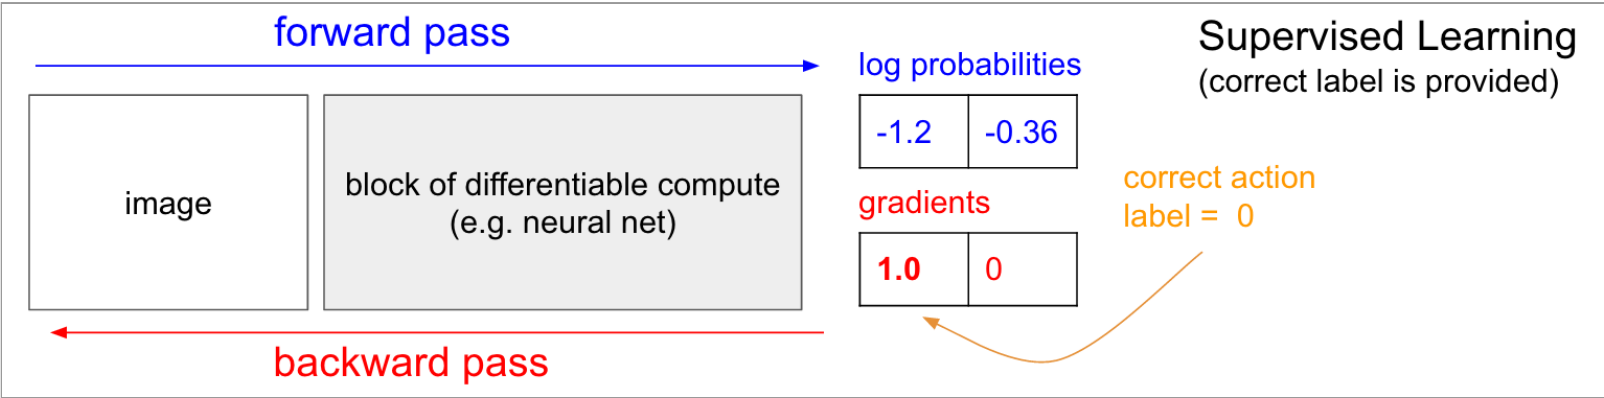 forward pass
Supervised Learning
(correct label is provided)
log probabilities
-1.2 -0.36
image
block of differentiable compute
(e.g. neural net)
correct action
label = 0
gradients
1.0 0
backward pass